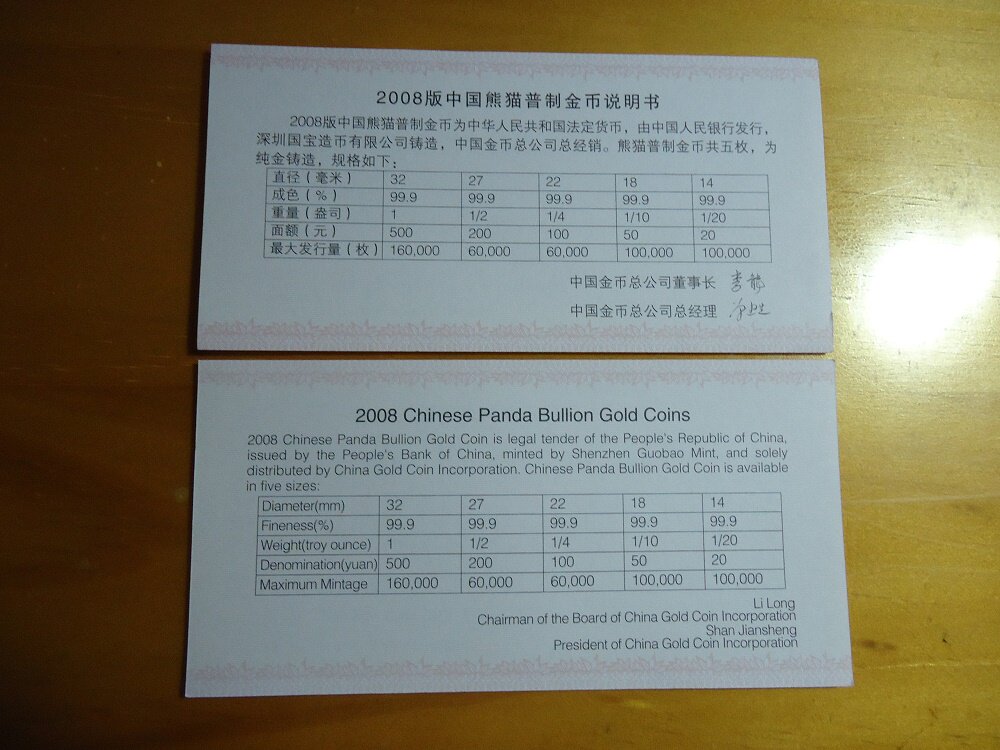 2008版中国熊猫普制金币说明书
2008版中国熊猫普制金币为中华人民共和国法定货币，由中国人民银行发行，
深圳国宝造币有限公司铸造，中国金币总公司总经销。熊猫普制金币共五枚，为
纯金铸造，规格如下：
直径（毫米） 32 27 22 18 14
成色（%） 99.9 99.9 99.9 99.9 99.9
重量（盎司） 1 1/2 1/4 1/10 1/20
面额（元） 500 200 100 50 20
最大发行量（枚） 160,000 60,000 60,000 100,000 100,000
中国金币总公司董事长
中国金币总公司总经理
2008 Chinese Panda Bullion Gold Coins
2008 Chinese Panda Bullion Gold Coin is legal tender of the People's Republic of China,
issued by the People's Bank of China, minted by Shenzhen Guobao Mint, and solely
distributed by China Gold Coin Incorporation. Chinese Panda Bullion Gold Coin is available
in five sizes:
Diameter(mm) 32 27 22 18 14
Fineness(%) 99.9 99.9 99.9 99.9 99.9
Weight(troy ounce) 1 1/2 1/4 1/10 1/20
Denomination(yuan) 500 200 100 50 20
Maximum Mintage 160,000 60,000 60,000 100,000 100,000
Li Long
Chairman of the Board of China Gold Coin Incorporation
Shan Jiansheng
President of China Gold Coin Incorporation